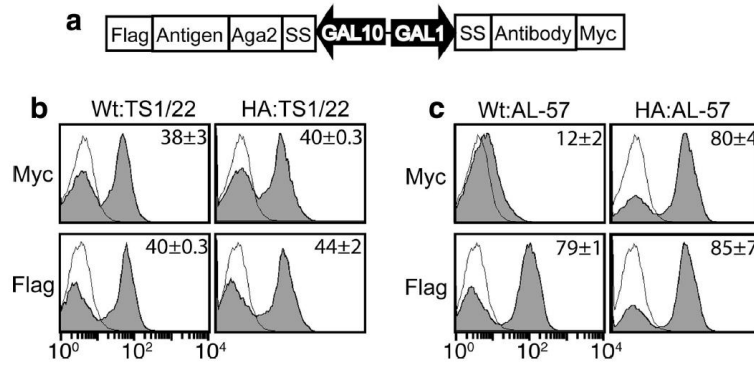 a
Flag Antigen Aga2 SS GAL10 - GAL1 SS Antibody Myc
b
Wt:TS1/22 HA:TS1/22
Myc 38±3 40±0.3
Flag 40±0.3 44±2
10⁰ 10² 10⁴
c
Wt:AL-57 HA:AL-57
Myc 12±2 80±4
Flag 79±1 85±7
10⁰ 10² 10⁴